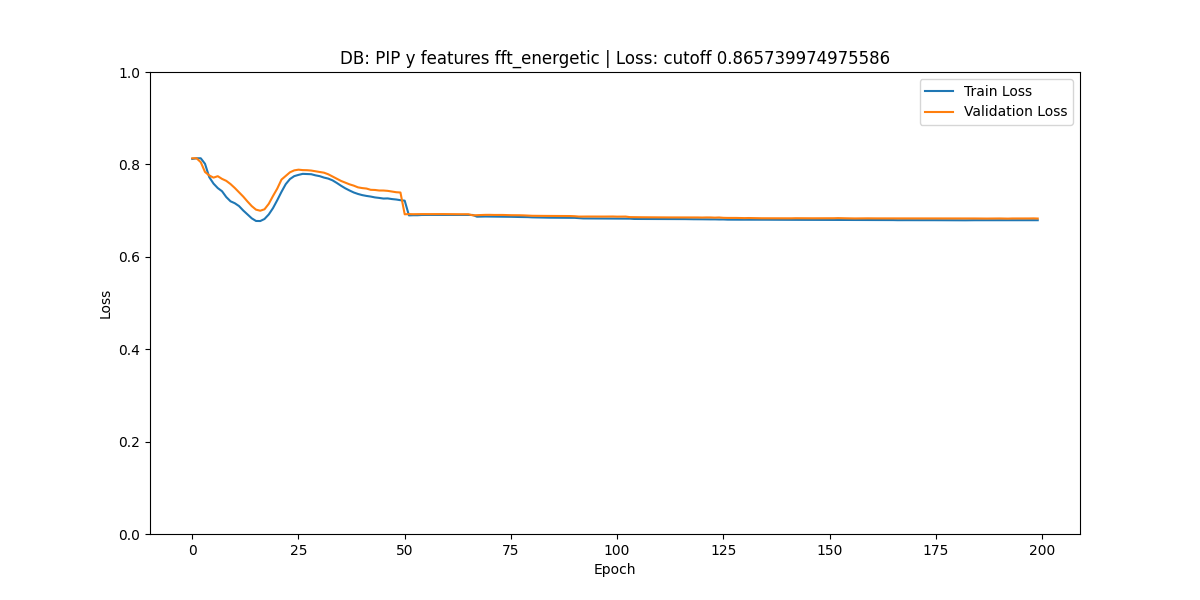 DB: PIP y features fft_energetic | Loss: cutoff 0.865739974975586
Train Loss
Validation Loss
1.0
0.8
0.6
0.4
0.2
0.0
Loss
0 25 50 75 100 125 150 175 200
Epoch